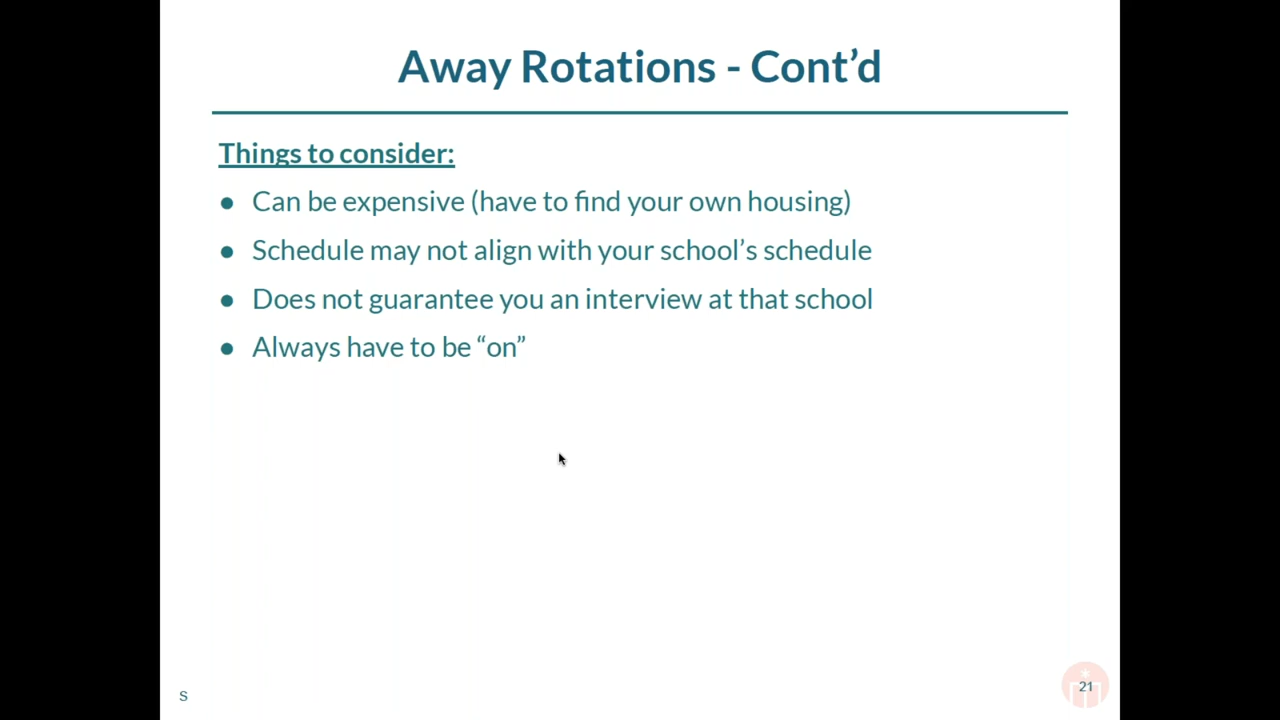 Away Rotations - Cont’d
Things to consider:
● Can be expensive (have to find your own housing)
● Schedule may not align with your school’s schedule
● Does not guarantee you an interview at that school
● Always have to be “on”
S
21